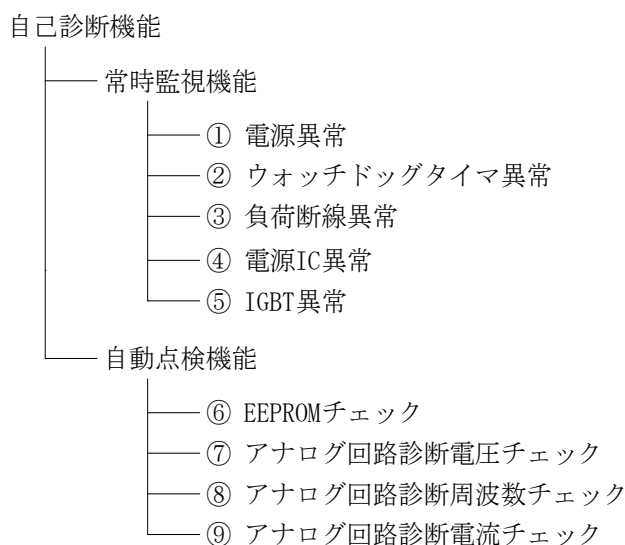 自己診断機能
常時監視機能
① 電源異常
② ウォッチドッグタイマ異常
③ 負荷断線異常
④ 電源IC異常
⑤ IGBT異常
自動点検機能
⑥ EEPROMチェック
⑦ アナログ回路診断電圧チェック
⑧ アナログ回路診断周波数チェック
⑨ アナログ回路診断電流チェック